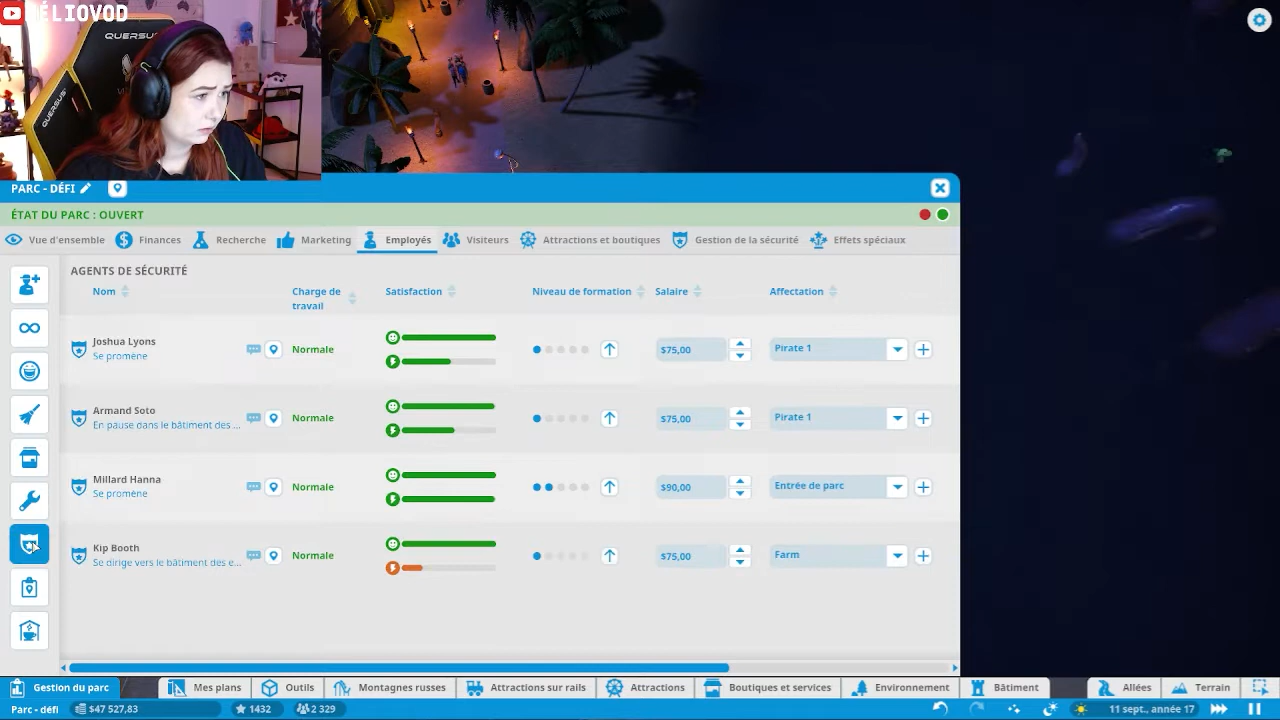 ÉLIOVOD
QUERSUS
QUERSUS
PARC - DÉFI
ÉTAT DU PARC : OUVERT
Vue d'ensemble
Finances
Recherche
Marketing
Employés
Visiteurs
Attractions et boutiques
Gestion de la sécurité
Effets spéciaux
AGENTS DE SÉCURITÉ
Nom
Charge de
travail
Satisfaction
Niveau de formation
Salaire
Affectation
Joshua Lyons
Se promène
Normale
$75,00
Pirate 1
Armand Soto
En pause dans le bâtiment des ...
Normale
$75,00
Pirate 1
Millard Hanna
Se promène
Normale
$90,00
Entrée de parc
Kip Booth
Se dirige vers le bâtiment des e...
Normale
$75,00
Farm
Gestion du parc
Mes plans
Outils
Montagnes russes
Attractions sur rails
Attractions
Boutiques et services
Environnement
Bâtiment
Allées
Terrain
Parc - défi
$47 527,83
1432
2 329
11 sept., année 17